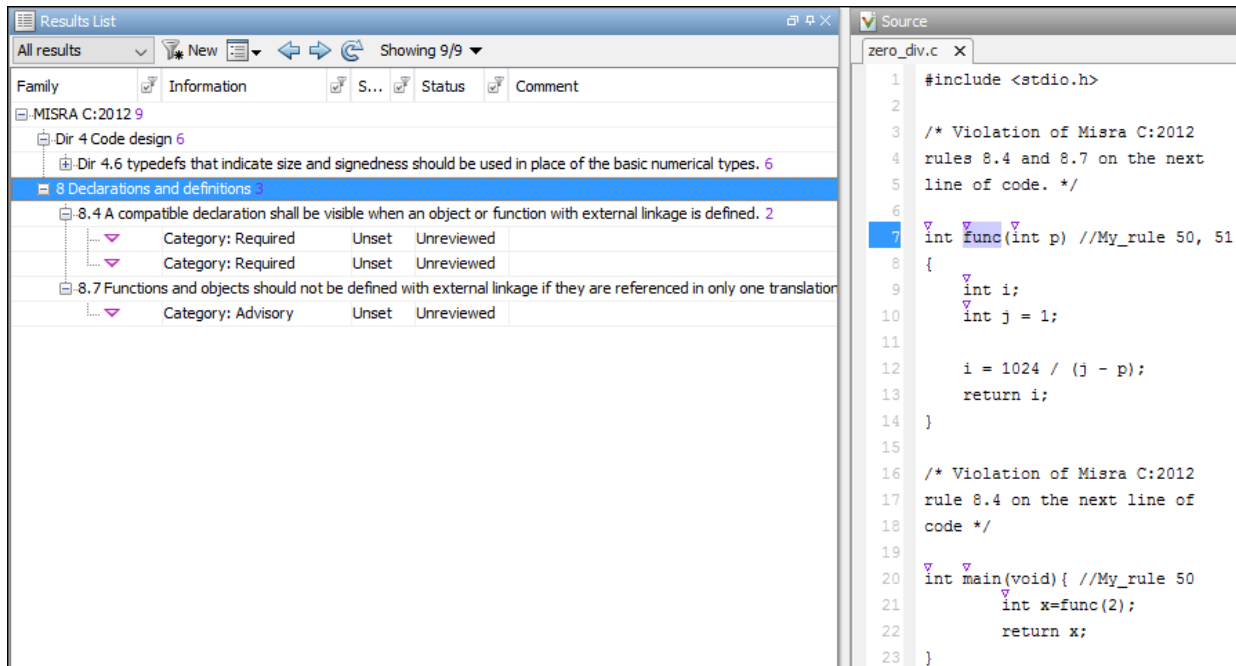 Results List
All results New Showing 9/9
Family Information S... Status Comment
MISRA C:2012 9
Dir 4 Code design 6
Dir 4.6 typedefs that indicate size and signedness should be used in place of the basic numerical types. 6
8 Declarations and definitions 3
8.4 A compatible declaration shall be visible when an object or function with external linkage is defined. 2
Category: Required Unset Unreviewed
Category: Required Unset Unreviewed
8.7 Functions and objects should not be defined with external linkage if they are referenced in only one translation
Category: Advisory Unset Unreviewed
Source
zero_div.c X
1 #include <stdio.h>
2
3 /* Violation of Misra C:2012
4 rules 8.4 and 8.7 on the next
5 line of code. */
6
7 int func(int p) //My_rule 50, 51
8 {
9 int i;
10 int j = 1;
11
12 i = 1024 / (j - p);
13 return i;
14 }
15
16 /* Violation of Misra C:2012
17 rule 8.4 on the next line of
18 code */
19
20 int main(void){ //My_rule 50
21 int x=func(2);
22 return x;
23 }